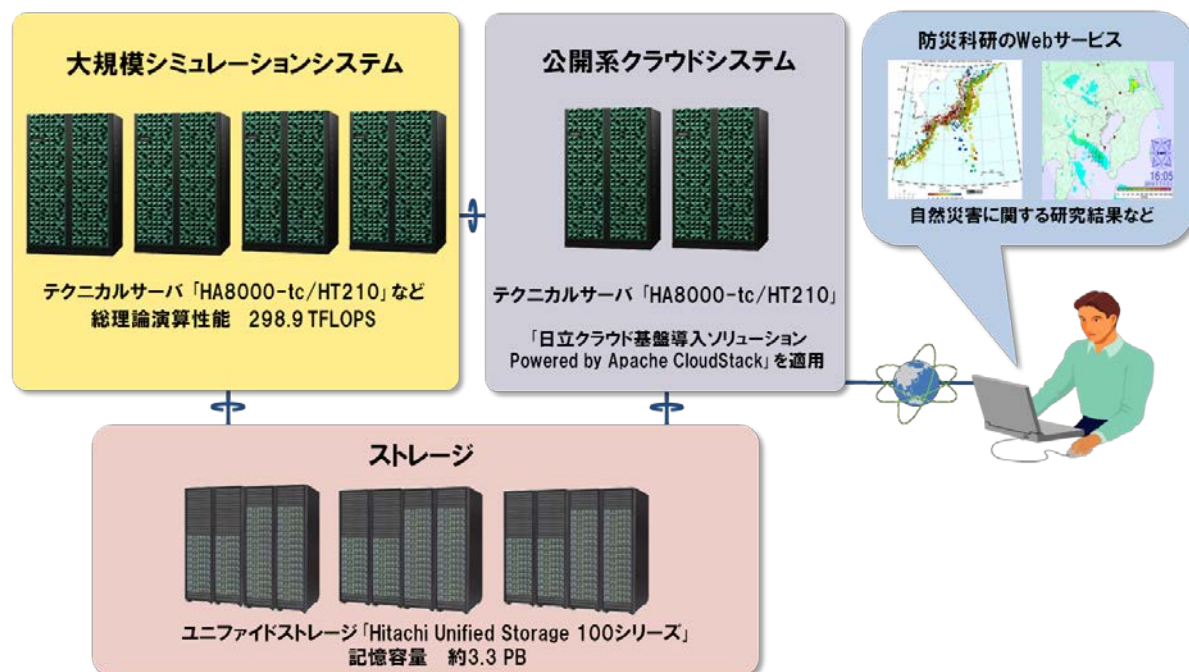 大規模シミュレーションシステム
テクニカルサーバ「HA8000-tc/HT210」など
総理論演算性能 298.9 TFLOPS
公開系クラウドシステム
テクニカルサーバ「HA8000-tc/HT210」
「日立クラウド基盤導入ソリューション
Powered by Apache CloudStack」を適用
防災科研のWebサービス
16:05
自然災害に関する研究結果など
ストレージ
ユニファイドストレージ「Hitachi Unified Storage 100シリーズ」
記憶容量 約3.3 PB